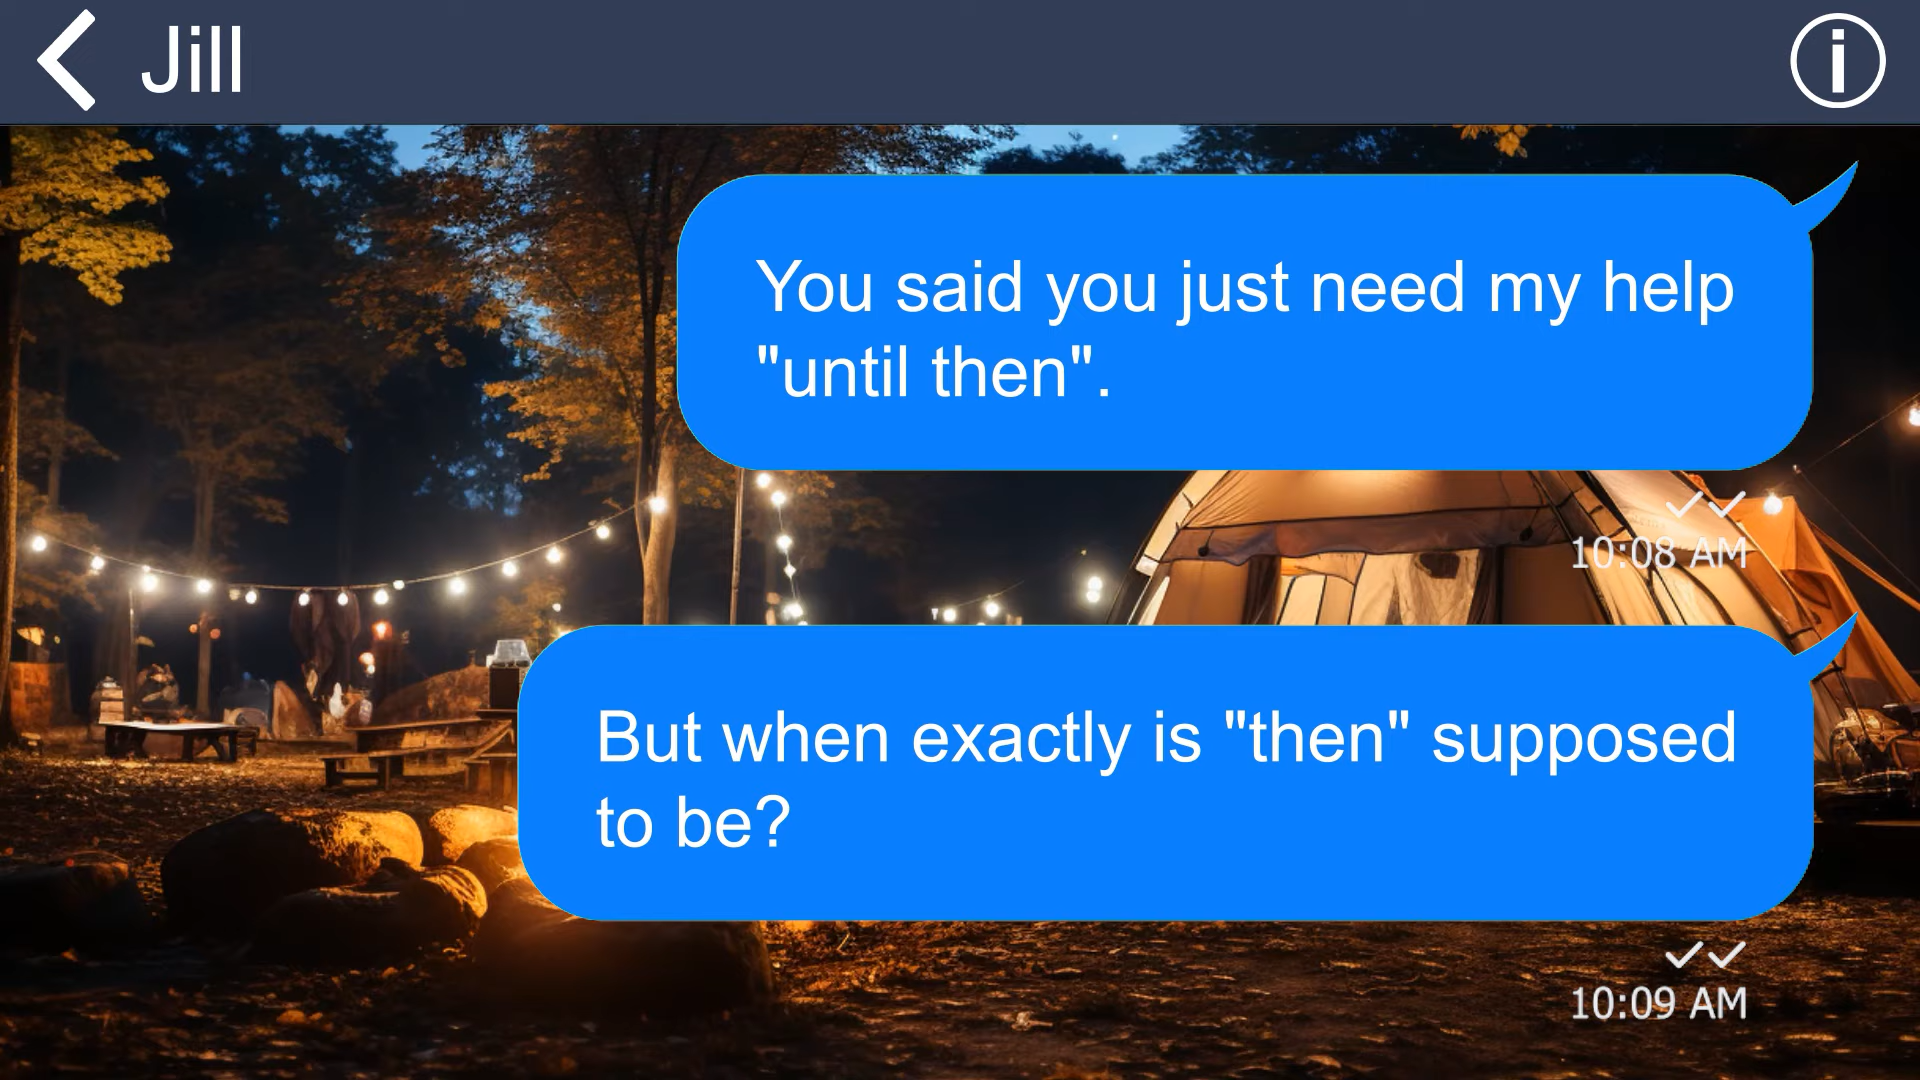 Jill
You said you just need my help
"until then".
10:08 AM
But when exactly is "then" supposed
to be?
10:09 AM